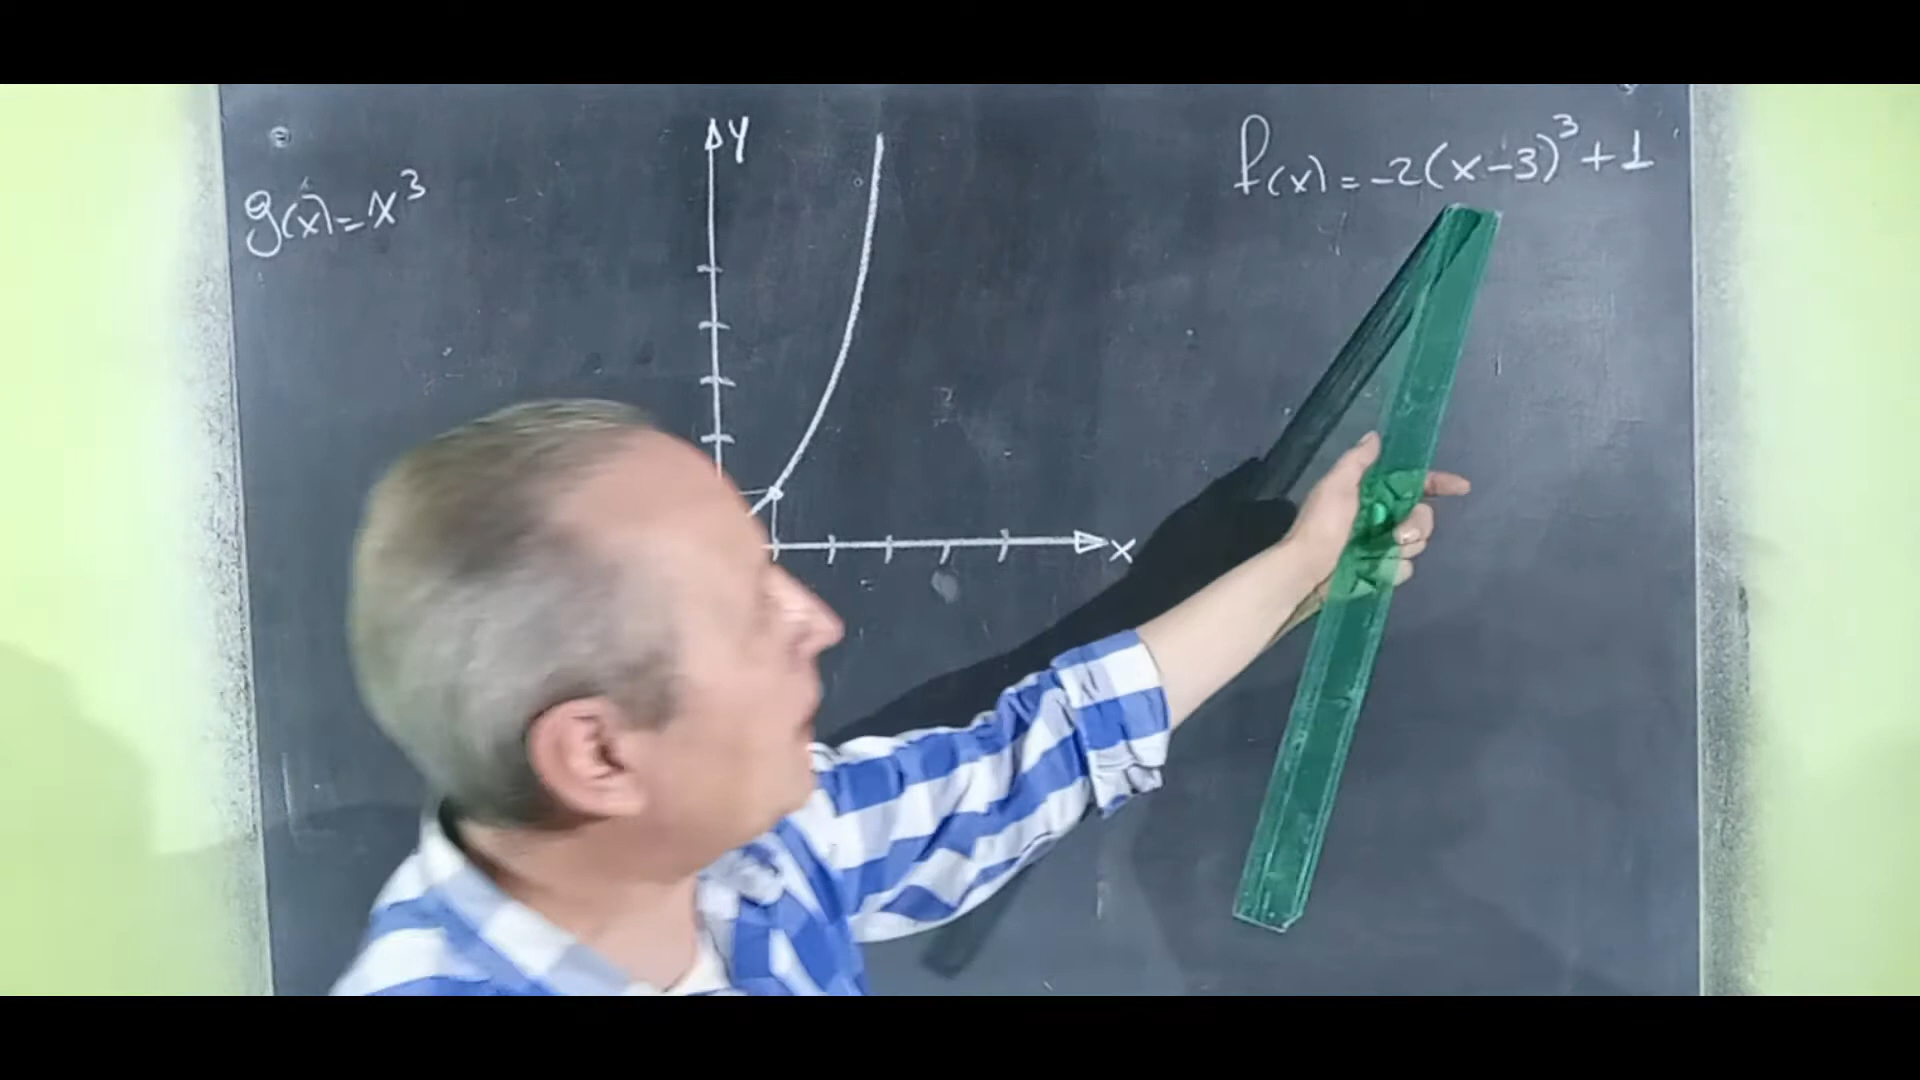 y
f(x) = -2(x-3)³+1
g(x)=x³
x